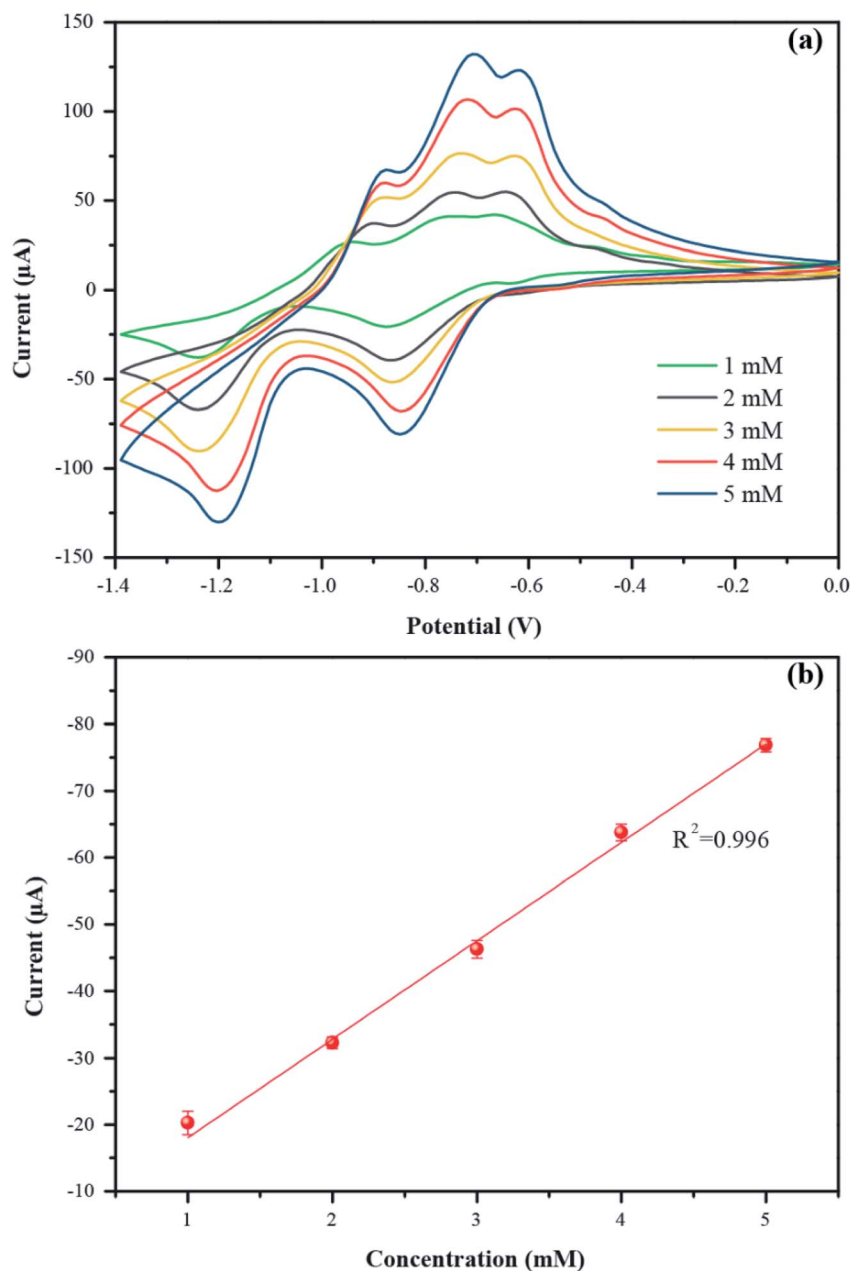 (a)
150
100
50
0
-50
-100
-150
Current (µA)
1 mM
2 mM
3 mM
4 mM
5 mM
-1.4 -1.2 -1.0 -0.8 -0.6 -0.4 -0.2 0.0
Potential (V)
(b)
-90
-80
-70
-60
-50
-40
-30
-20
-10
Current (µA)
R²=0.996
1 2 3 4 5
Concentration (mM)